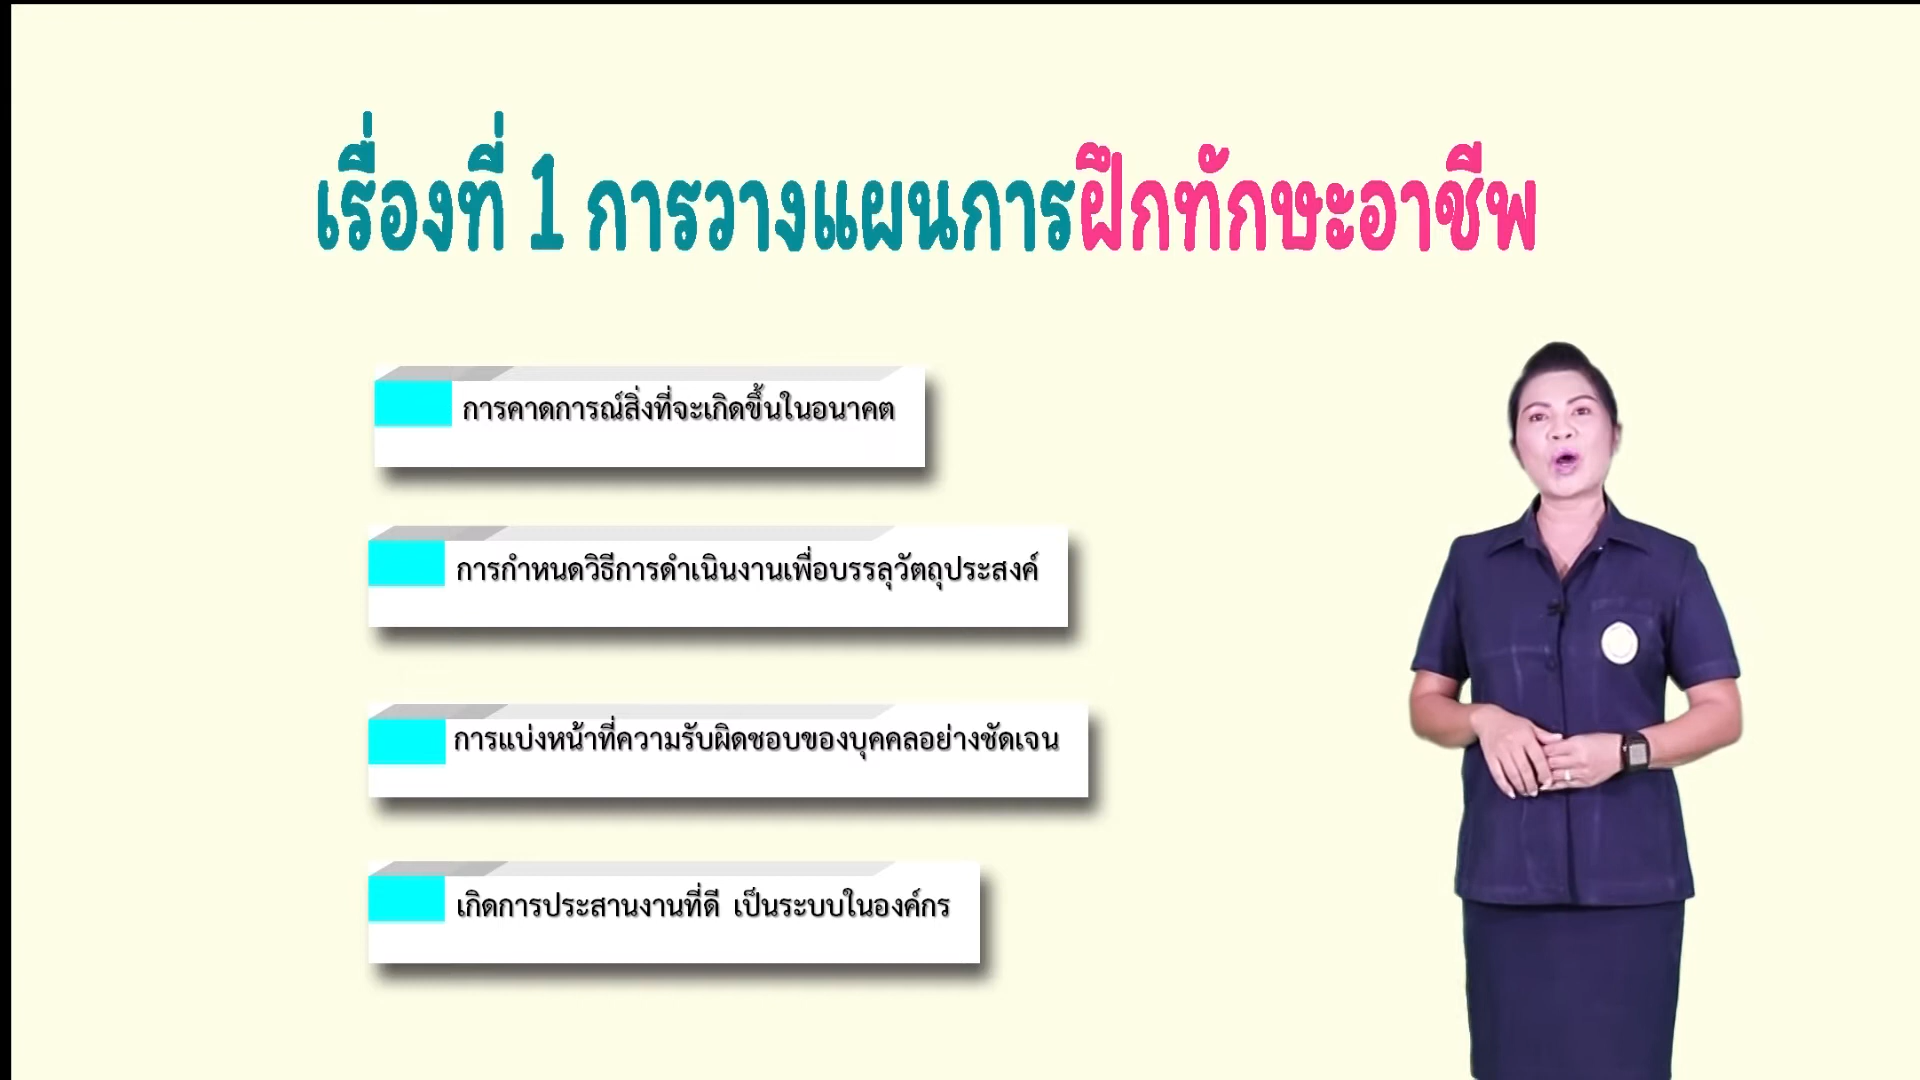 เรื่องที่ 1 การวางแผนการฝึกทักษะอาชีพ
การคาดการณ์สิ่งที่จะเกิดขึ้นในอนาคต
การกำหนดวิธีการดำเนินงานเพื่อบรรลุวัตถุประสงค์
การแบ่งหน้าที่ความรับผิดชอบของบุคคลอย่างชัดเจน
เกิดการประสานงานที่ดี เป็นระบบในองค์กร